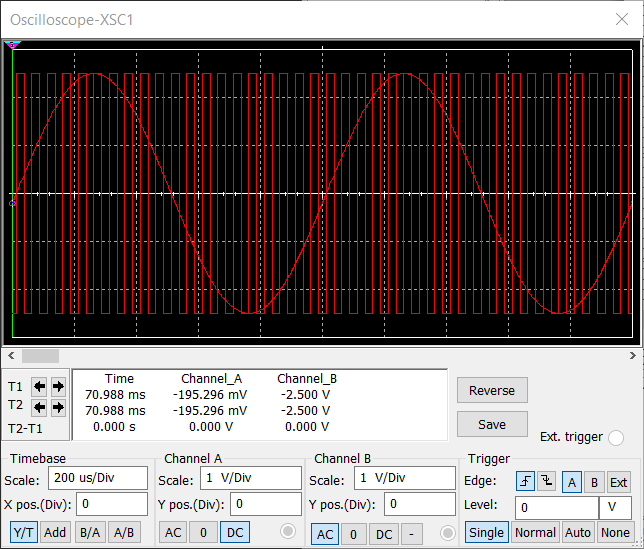 Oscilloscope-XSC1
Time Channel_A Channel_B
T1 70.988 ms -195.296 mV -2.500 V
T2 70.988 ms -195.296 mV -2.500 V
T2-T1 0.000 s 0.000 V 0.000 V
Reverse
Save
Ext. trigger
Timebase Channel A Channel B Trigger
Scale: 200 us/Div Scale: 1 V/Div Scale: 1 V/Div Edge: A B Ext
X pos.(Div): 0 Y pos.(Div): 0 Y pos.(Div): 0 Level: 0 V
Y/T Add B/A A/B AC 0 DC AC 0 DC - Single Normal Auto None